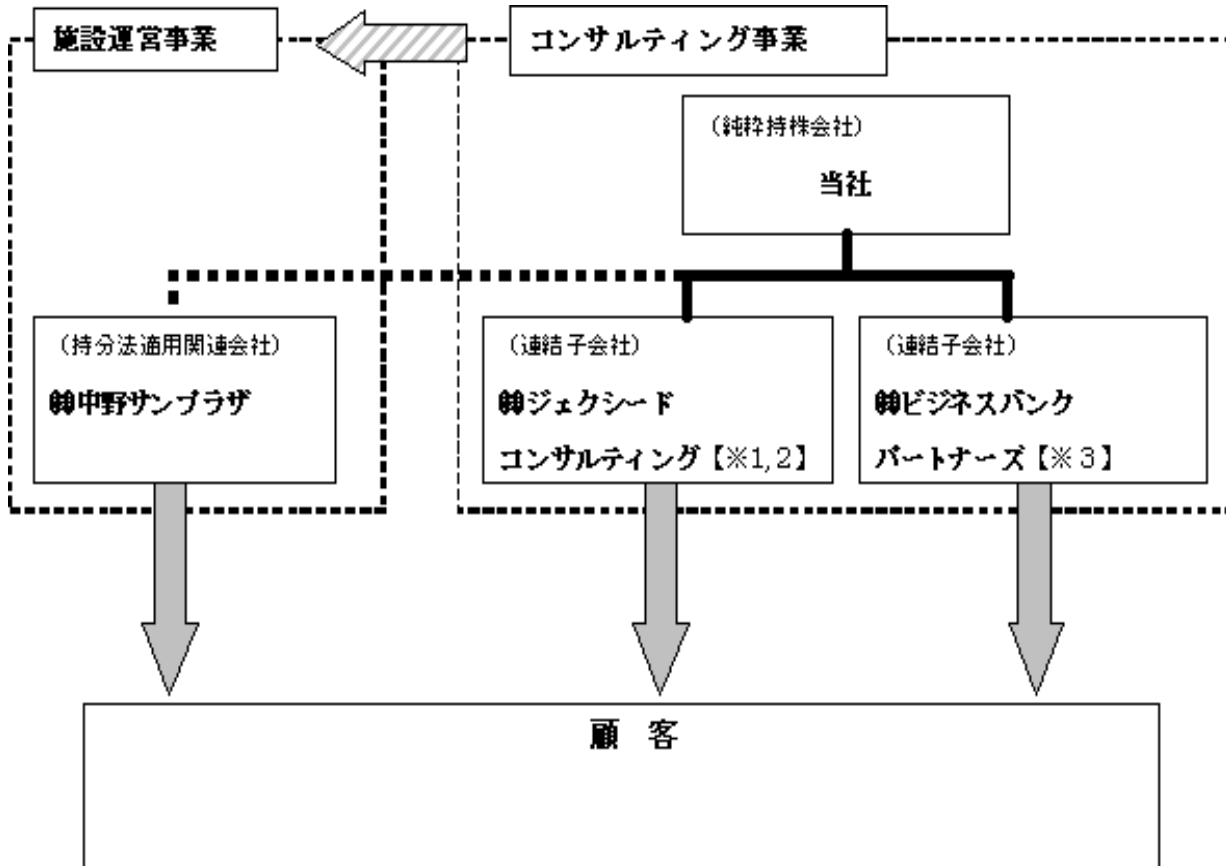 施設運営事業
コンサルティング事業
（純粋持株会社）
当社
（持分法適用関連会社）
㈱中野サンプラザ
（連結子会社）
㈱ジェクシード
コンサルティング【※1,2】
（連結子会社）
㈱ビジネスバンク
パートナーズ【※3】
顧　客